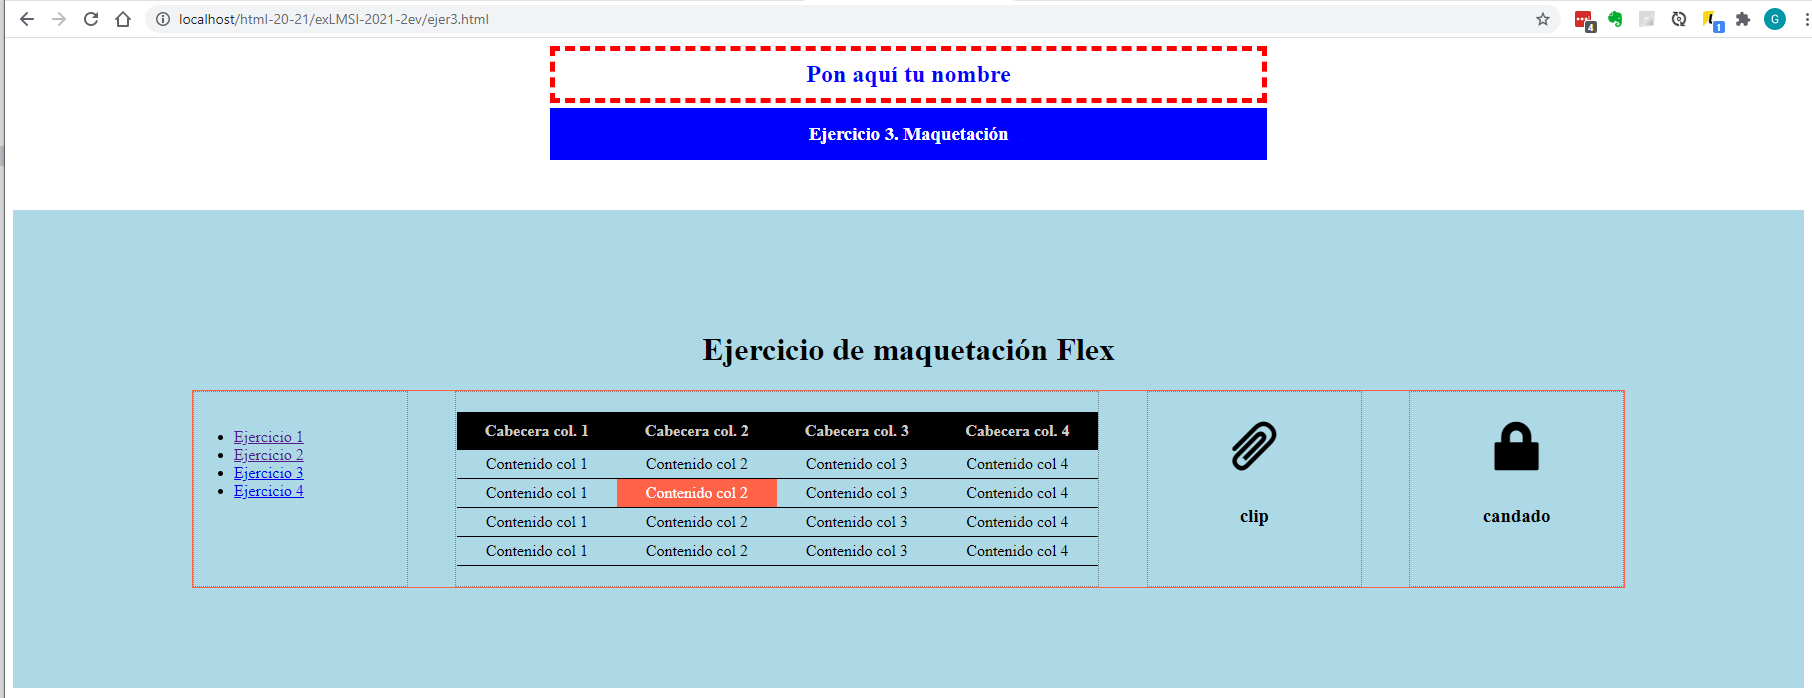 localhost/html-20-21/exLMSI-2021-2ev/ejer3.html
4
1
G
Pon aquí tu nombre
Ejercicio 3. Maquetación
Ejercicio de maquetación Flex
Ejercicio 1
Ejercicio 2
Ejercicio 3
Ejercicio 4
Cabecera col. 1 Cabecera col. 2 Cabecera col. 3 Cabecera col. 4
Contenido col 1 Contenido col 2 Contenido col 3 Contenido col 4
Contenido col 1 Contenido col 2 Contenido col 3 Contenido col 4
Contenido col 1 Contenido col 2 Contenido col 3 Contenido col 4
Contenido col 1 Contenido col 2 Contenido col 3 Contenido col 4
clip
candado